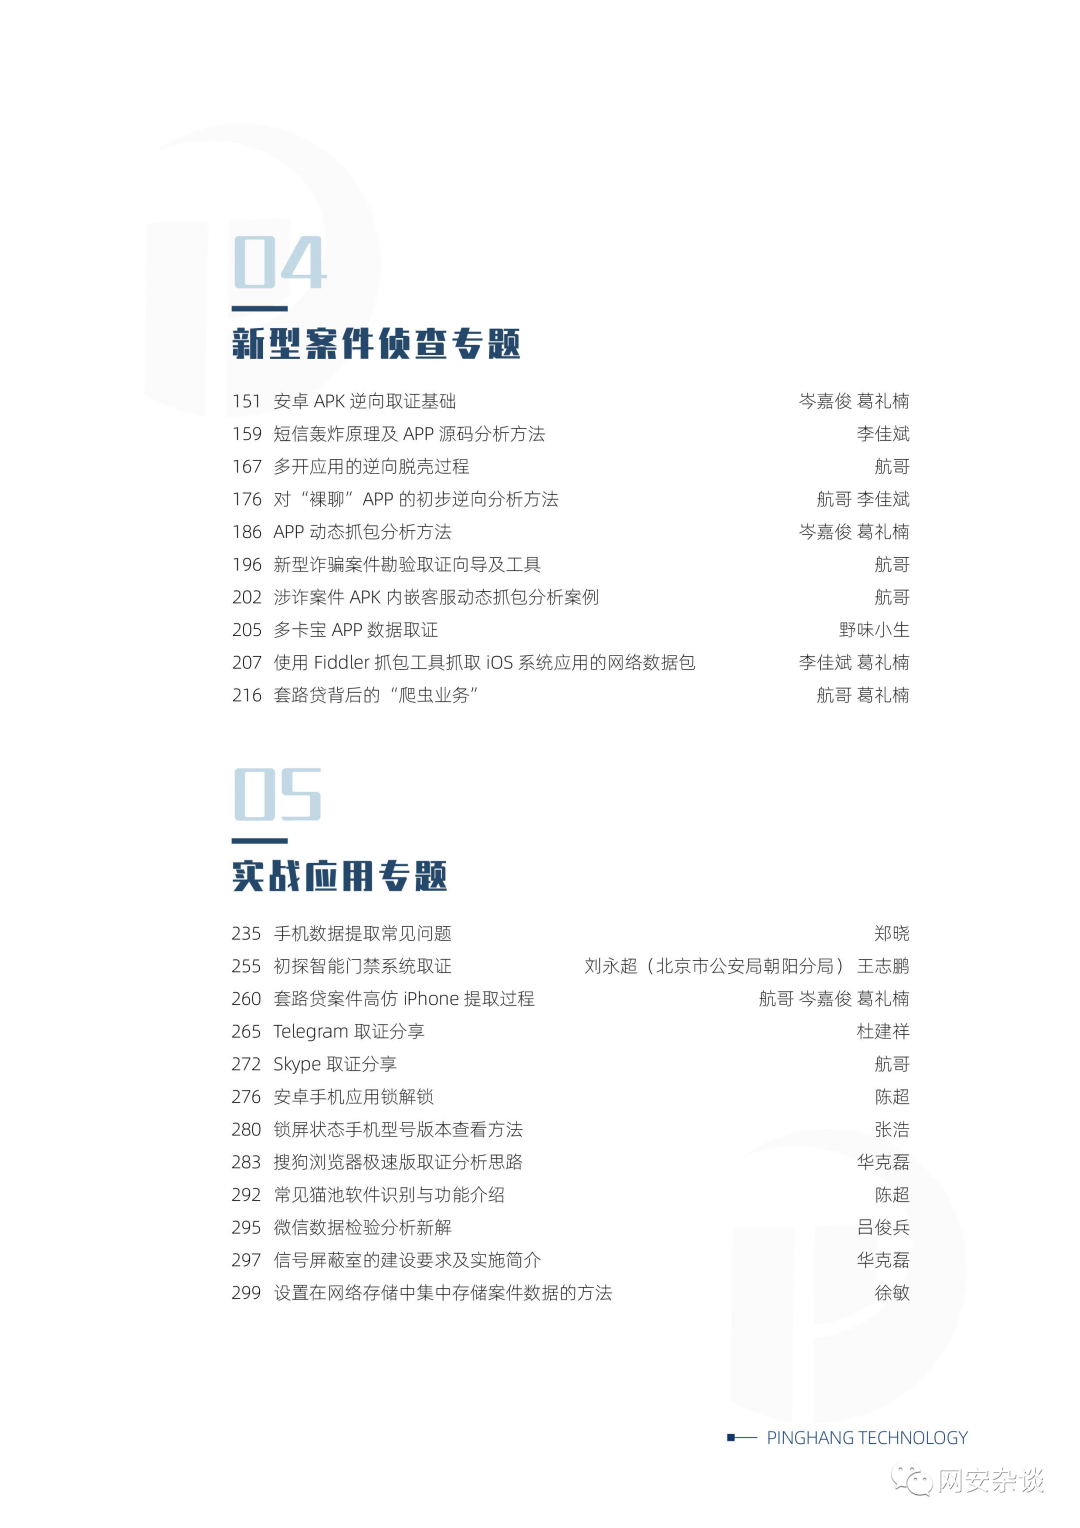 04
新型案件侦查专题
151 安卓 APK 逆向取证基础 岑嘉俊 葛礼楠
159 短信轰炸原理及 APP 源码分析方法 李佳斌
167 多开应用的逆向脱壳过程 航哥
176 对“裸聊”APP 的初步逆向分析方法 航哥 李佳斌
186 APP 动态抓包分析方法 岑嘉俊 葛礼楠
196 新型诈骗案件勘验取证向导及工具 航哥
202 涉诈案件 APK 内嵌客服动态抓包分析案例 航哥
205 多卡宝 APP 数据取证 野味小生
207 使用 Fiddler 抓包工具抓取 iOS 系统应用的网络数据包 李佳斌 葛礼楠
216 套路贷背后的“爬虫业务” 航哥 葛礼楠
05
实战应用专题
235 手机数据提取常见问题 郑晓
255 初探智能门禁系统取证 刘永超（北京市公安局朝阳分局） 王志鹏
260 套路贷案件高仿 iPhone 提取过程 航哥 岑嘉俊 葛礼楠
265 Telegram 取证分享 杜建祥
272 Skype 取证分享 航哥
276 安卓手机应用锁解锁 陈超
280 锁屏状态手机型号版本查看方法 张浩
283 搜狗浏览器极速版取证分析思路 华克磊
292 常见猫池软件识别与功能介绍 陈超
295 微信数据检验分析新解 吕俊兵
297 信号屏蔽室的建设要求及实施简介 华克磊
299 设置在网络存储中集中存储案件数据的方法 徐敏
PINGHANG TECHNOLOGY
网安杂谈